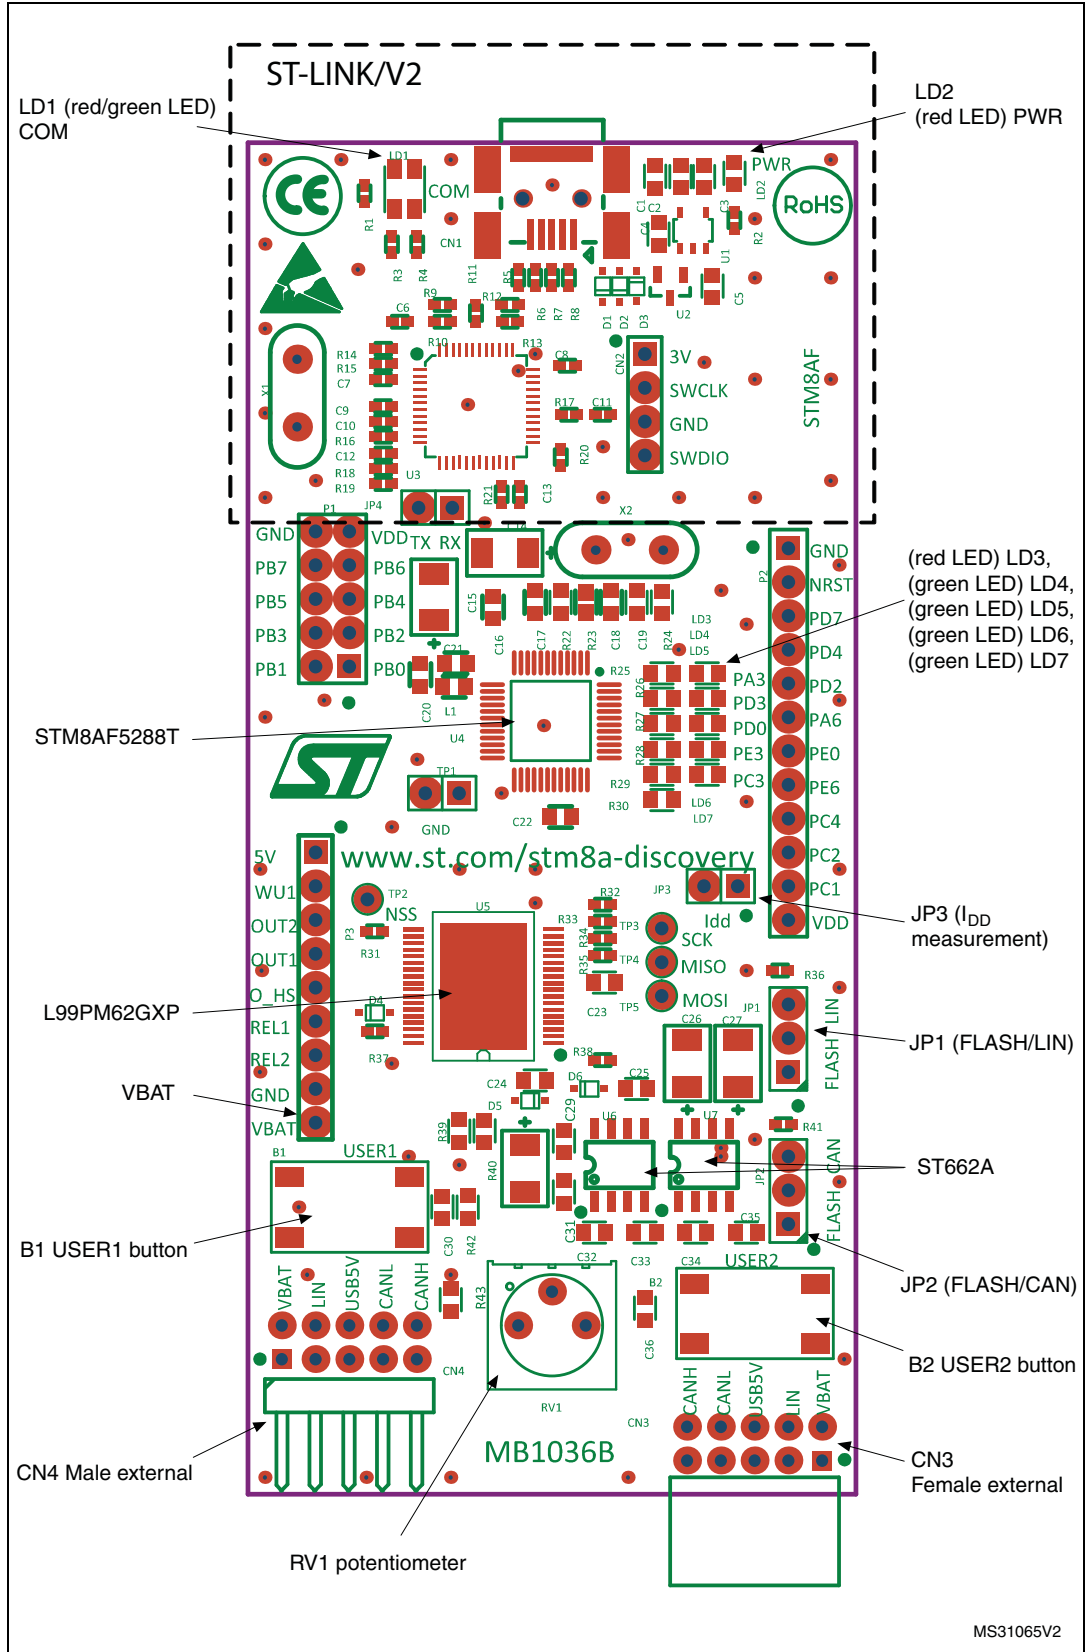 ST-LINK/V2
LD1 (red/green LED)
COM
LD2
(red LED) PWR
LD1
COM
CE
R1
R3
R4
CN1
R11
R5
R6
R7
R8
C1
C2
C4
C3
PWR
LD2
R2
U1
U2
C5
D1
D2
D3
RoHS
C6
R9
R10
R12
R13
R14
R15
C7
X1
C9
C10
R16
C12
R18
R19
U3
C8
R17
C11
R20
R21
C13
CN2
3V
SWCLK
GND
SWDIO
STM8AF
P1
JP4
TX RX
X2
GND
VDD
PB7
PB6
PB5
PB4
PB3
PB2
PB1
PB0
C15
C16
C17
R22
R23
C18
C19
R24
LD3
LD4
LD5
R25
R26
R27
R28
R29
R30
LD6
LD7
PA3
PD3
PD0
PE3
PC3
C21
C20
L1
U4
C22
TP1
GND
ST
P2
GND
NRST
PD7
PD4
PD2
PA6
PE0
PE6
PC4
PC2
PC1
VDD
(red LED) LD3,
(green LED) LD4,
(green LED) LD5,
(green LED) LD6,
(green LED) LD7
STM8AF5288T
www.st.com/stm8a-discovery
5V
WU1
OUT2
OUT1
O_HS
REL1
REL2
GND
VBAT
P3
TP2
NSS
R31
U5
D4
R37
R32
R33
R34
R35
C23
TP3
TP4
TP5
SCK
MISO
MOSI
JP3
Idd
JP3 (IDD
measurement)
L99PM62GXP
R36
JP1
FLASH LIN
JP1 (FLASH/LIN)
C26
C27
R38
D6
C25
C24
D5
C29
U6
U7
R39
R40
R41
JP2
FLASH CAN
VBAT
ST662A
B1
USER1
C30
R42
C31
C32
C33
C34
C35
USER2
B1 USER1 button
JP2 (FLASH/CAN)
VBAT
LIN
USB5V
CANL
CANH
R43
B2
C36
B2 USER2 button
CN4
RV1
CN3
CANH
CANL
USB5V
LIN
VBAT
MB1036B
CN4 Male external
CN3
Female external
RV1 potentiometer
MS31065V2